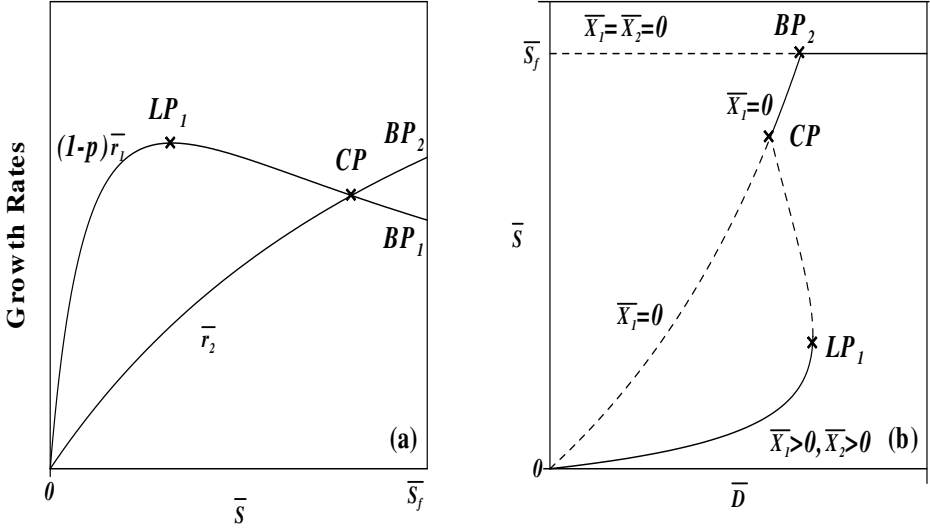 Growth Rates
LP₁
(1-p)r̅₁
CP
BP₂
BP₁
r̅₂
(a)
0
S̅
S̅f
X̅₁=X̅₂=0
BP₂
S̅f
X̅₁=0
CP
S̅
X̅₁=0
LP₁
X̅₁>0, X̅₂>0
(b)
0
D̅